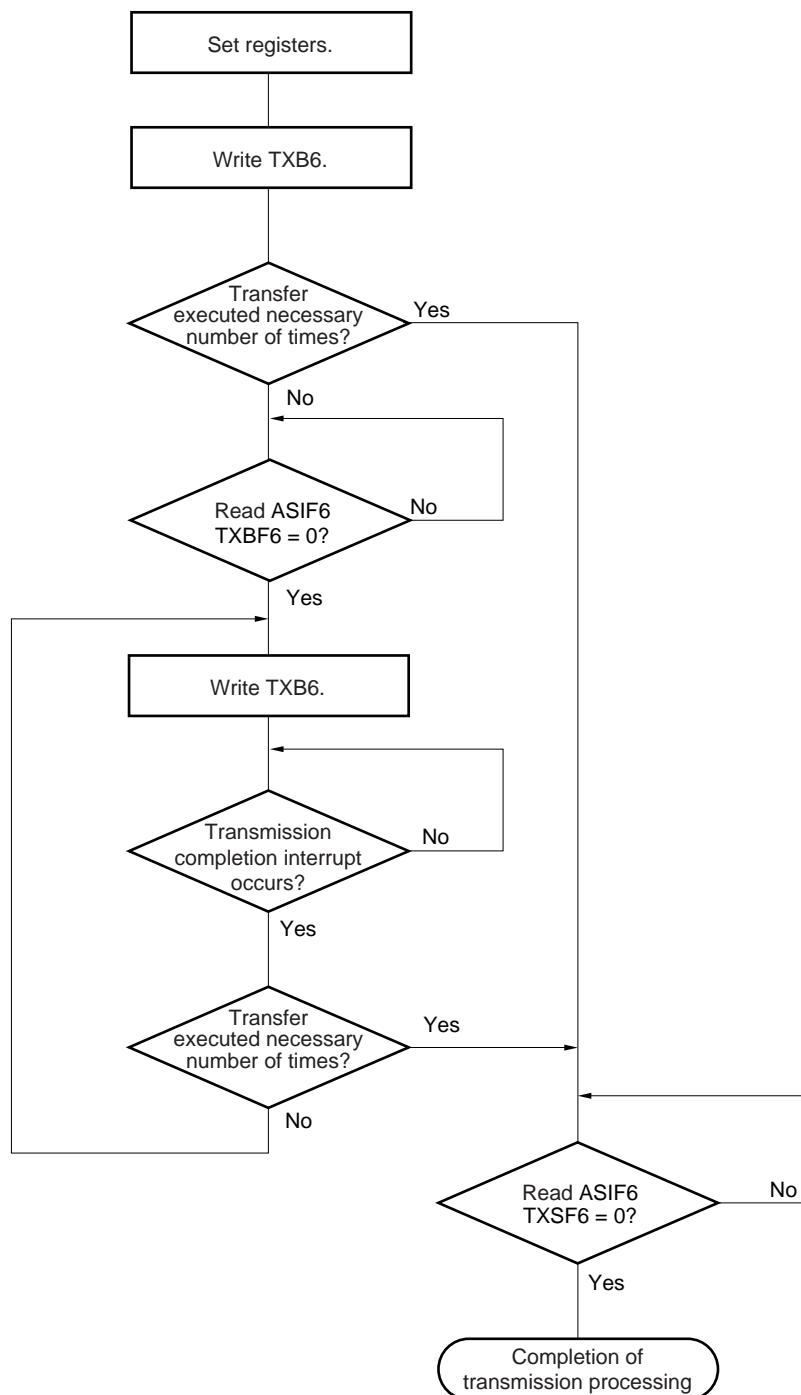 Set registers.
Write TXB6.
Transfer
executed necessary
number of times?
Yes
No
Read ASIF6
TXBF6 = 0?
No
Yes
Write TXB6.
Transmission
completion interrupt
occurs?
No
Yes
Transfer
executed necessary
number of times?
Yes
No
Read ASIF6
TXSF6 = 0?
No
Yes
Completion of
transmission processing